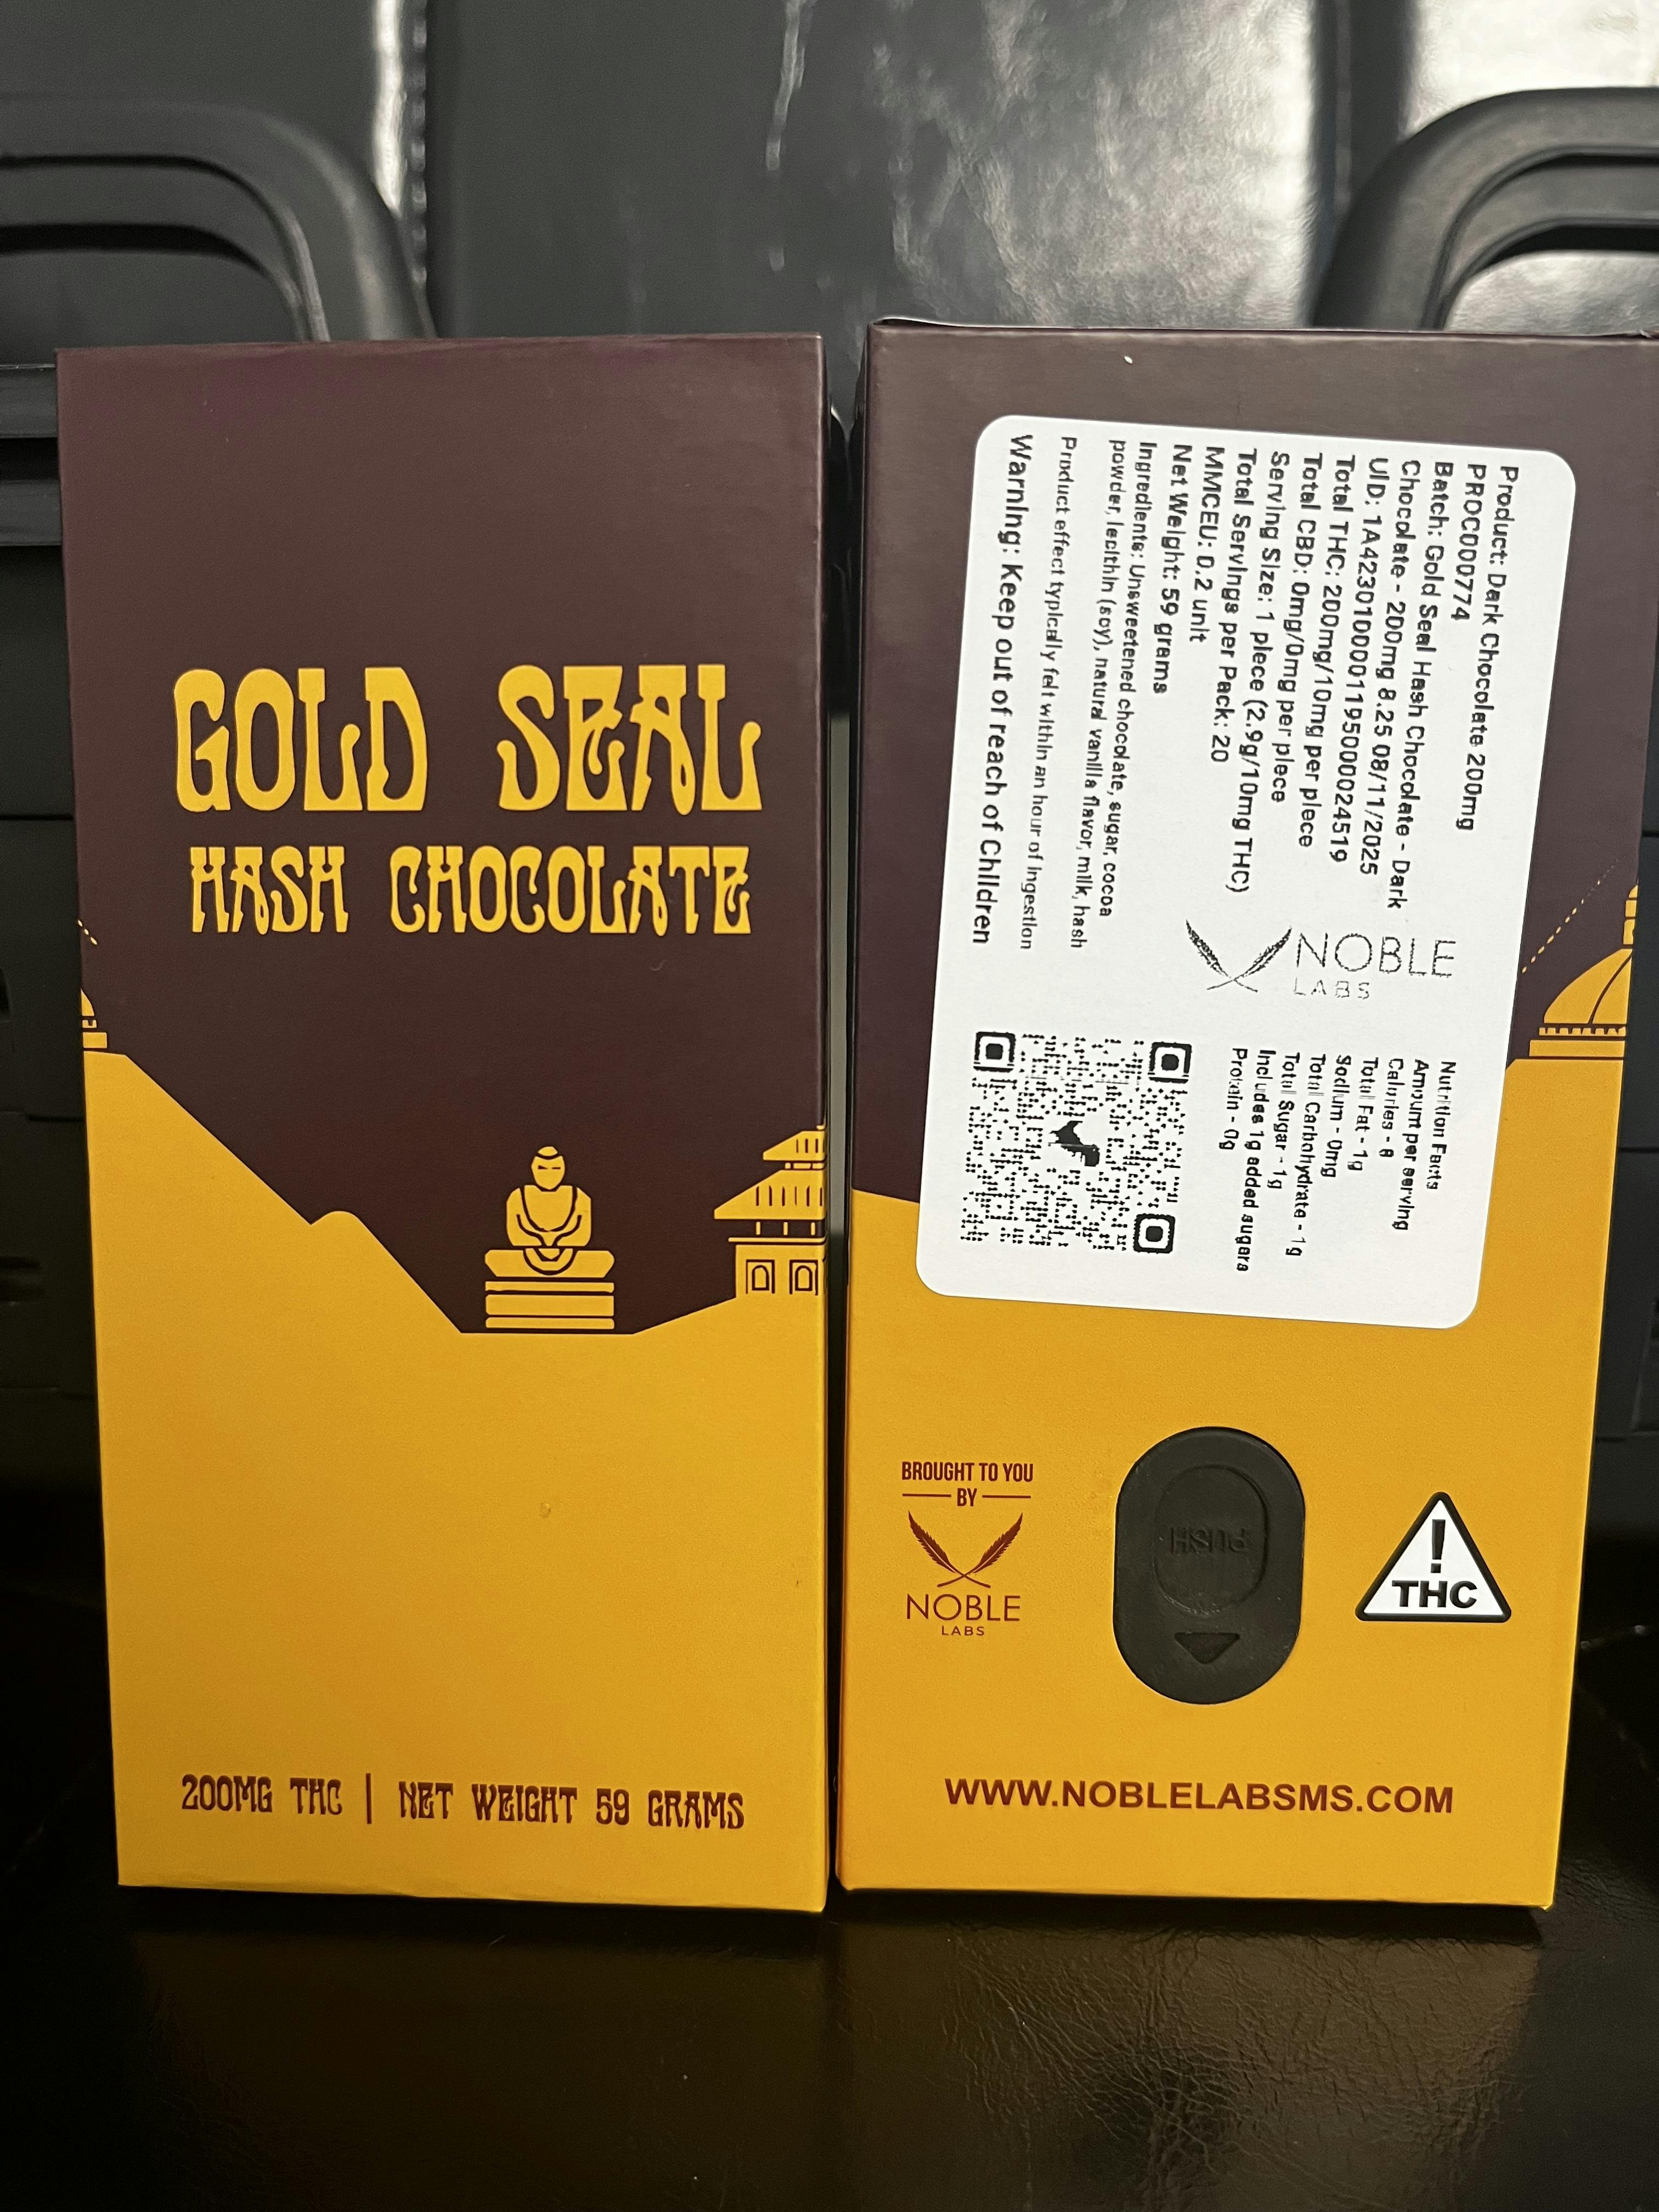 GOLD SEAL
HASH CHOCOLATE
200MG THC | NET WEIGHT 59 GRAMS
Product: Dark Chocolate 200mg
PROC000774
Batch: Gold Seal Hash Chocolate - Dark
Chocolate - 200mg 8.25 08/11/2025
UID: 1A4230100001195000024519
Total THC: 200mg/10mg per piece
Total CBD: 0mg/0mg per piece
Serving Size: 1 piece (2.9g/10mg THC)
Total Servings per Pack: 20
MMCEU: 0.2 unit
Net Weight: 59 grams
Ingredients: Unsweetened chocolate, sugar, cocoa
powder, lecithin (soy), natural vanilla flavor, milk, hash
Product effect typically felt within an hour of ingestion
Warning: Keep out of reach of Children
NOBLE
LABS
Nutrition Facts
Amount per serving
Calories -
Total Fat - 1g
Sodium - 0mg
Total Carbohydrate - 1g
Total Sugar - 1g
Includes 1g added sugars
Protein - 0g
BROUGHT TO YOU
BY
NOBLE
LABS
PUSH
!
THC
WWW.NOBLELABSMS.COM